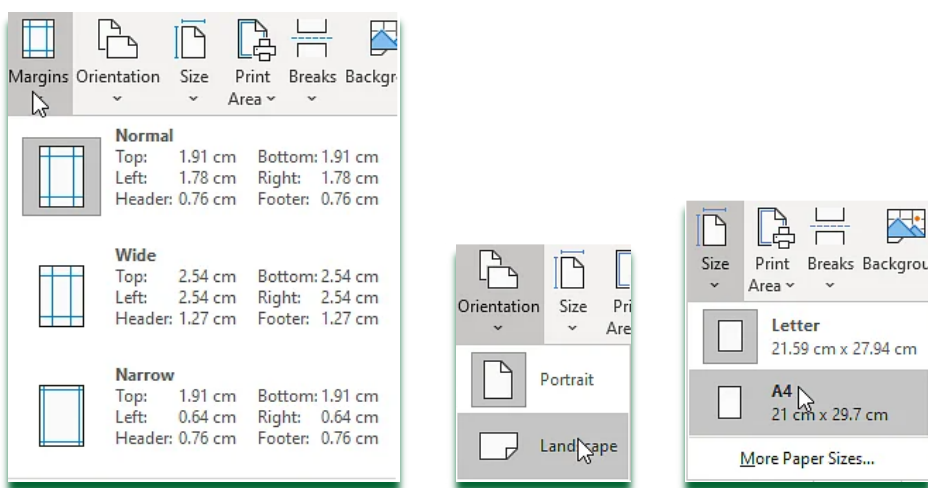 Margins Orientation Size Print Breaks Backgr
Area
Normal
Top: 1.91 cm Bottom: 1.91 cm
Left: 1.78 cm Right: 1.78 cm
Header: 0.76 cm Footer: 0.76 cm
Wide
Top: 2.54 cm Bottom: 2.54 cm
Left: 2.54 cm Right: 2.54 cm
Header: 1.27 cm Footer: 1.27 cm
Narrow
Top: 1.91 cm Bottom: 1.91 cm
Left: 0.64 cm Right: 0.64 cm
Header: 0.76 cm Footer: 0.76 cm
Orientation Size Pri
Are
Portrait
Landscape
Size Print Breaks Backgrou
Area
Letter
21.59 cm x 27.94 cm
A4
21 cm x 29.7 cm
More Paper Sizes...